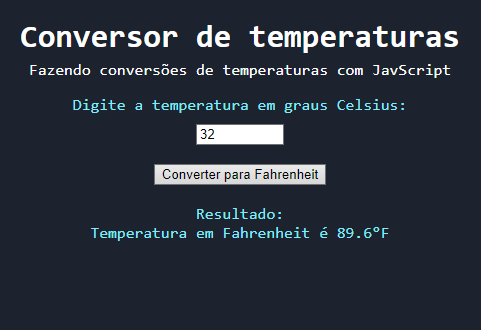 Conversor de temperaturas
Fazendo conversões de temperaturas com JavScript
Digite a temperatura em graus Celsius:
32
Converter para Fahrenheit
Resultado:
Temperatura em Fahrenheit é 89.6°F